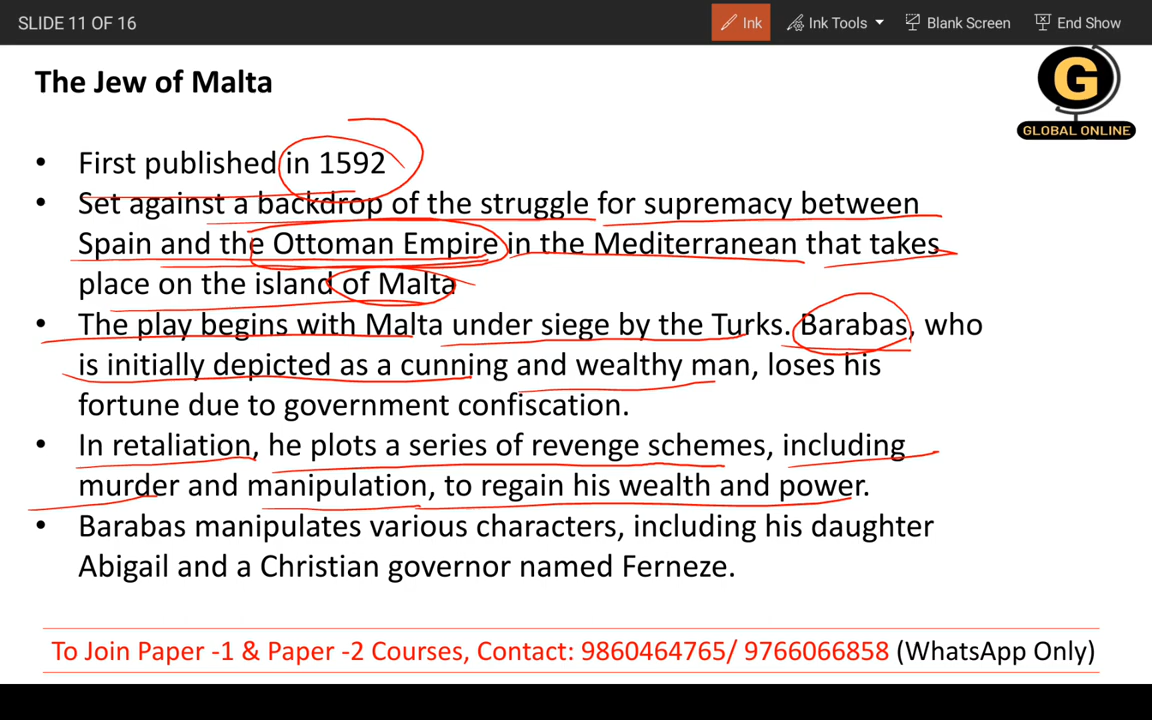 SLIDE 11 OF 16
Ink
Ink Tools
Blank Screen
End Show
The Jew of Malta
G
GLOBAL ONLINE
• First published in 1592
• Set against a backdrop of the struggle for supremacy between
Spain and the Ottoman Empire in the Mediterranean that takes
place on the island of Malta
• The play begins with Malta under siege by the Turks. Barabas, who
is initially depicted as a cunning and wealthy man, loses his
fortune due to government confiscation.
• In retaliation, he plots a series of revenge schemes, including
murder and manipulation, to regain his wealth and power.
• Barabas manipulates various characters, including his daughter
Abigail and a Christian governor named Ferneze.
To Join Paper -1 & Paper -2 Courses, Contact: 9860464765/ 9766066858 (WhatsApp Only)